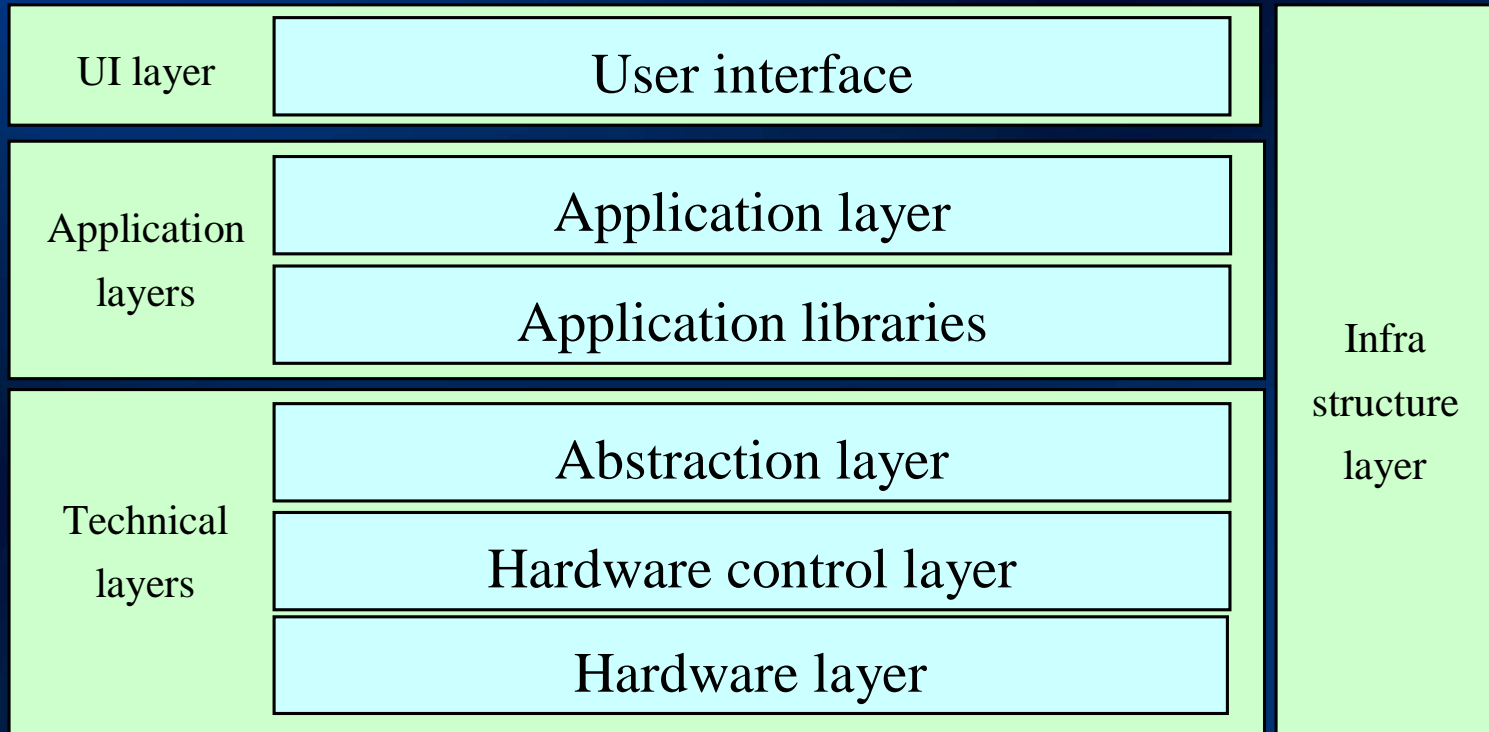 UI layer
User interface
Application
layers
Application layer
Application libraries
Technical
layers
Abstraction layer
Hardware control layer
Hardware layer
Infra
structure
layer